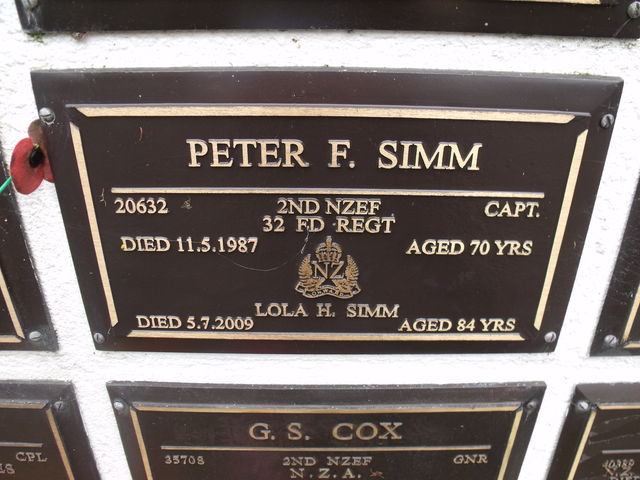 PETER F. SIMM
20632 2ND NZEF CAPT.
32 FD REGT
DIED 11.5.1987 AGED 70 YRS
NZ
ONWARD
LOLA H. SIMM
DIED 5.7.2009 AGED 84 YRS
G. S. COX
CPL 35708 2ND NZEF GNR
N.Z.A.